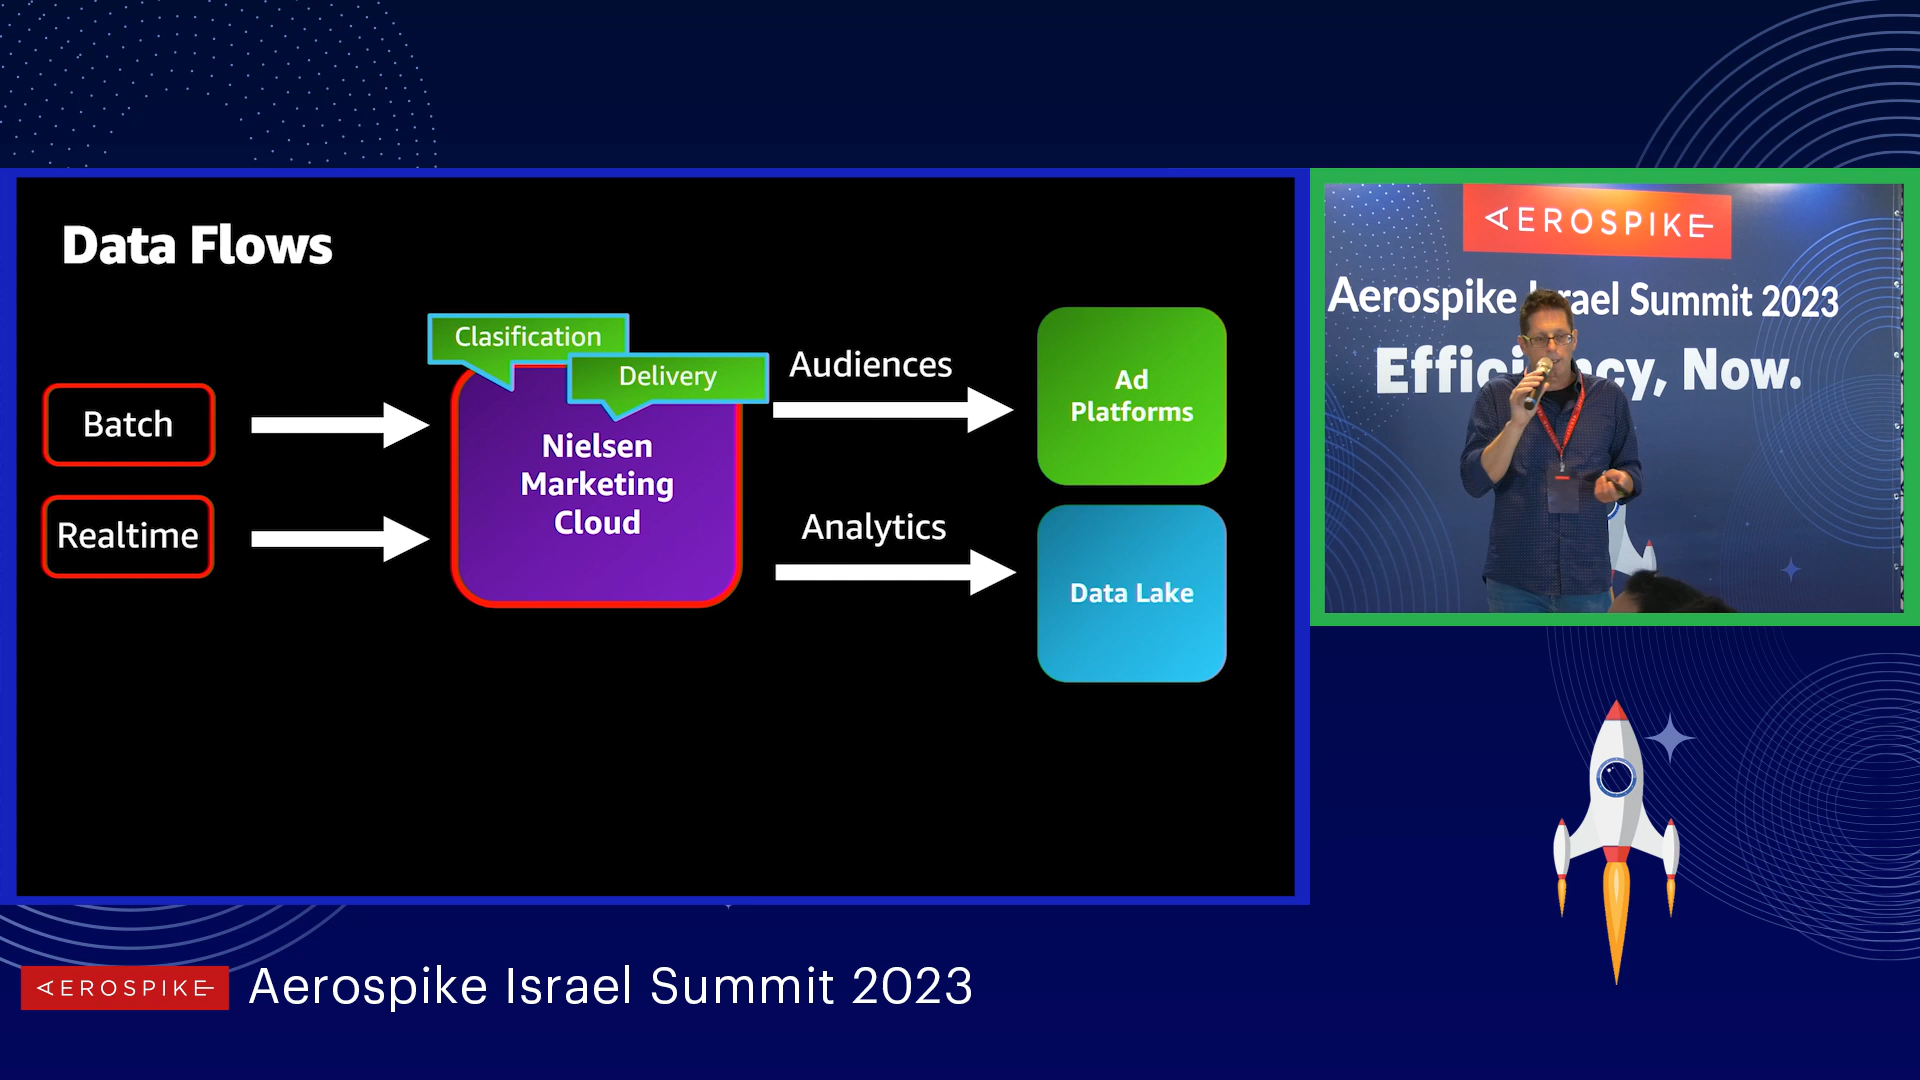 Data Flows
Clasification
Delivery
Batch
Realtime
Nielsen
Marketing
Cloud
Audiences
Analytics
Ad
Platforms
Data Lake
AEROSPIKE
Aerospike Israel Summit 2023
Efficiency, Now.
AEROSPIKE
Aerospike Israel Summit 2023